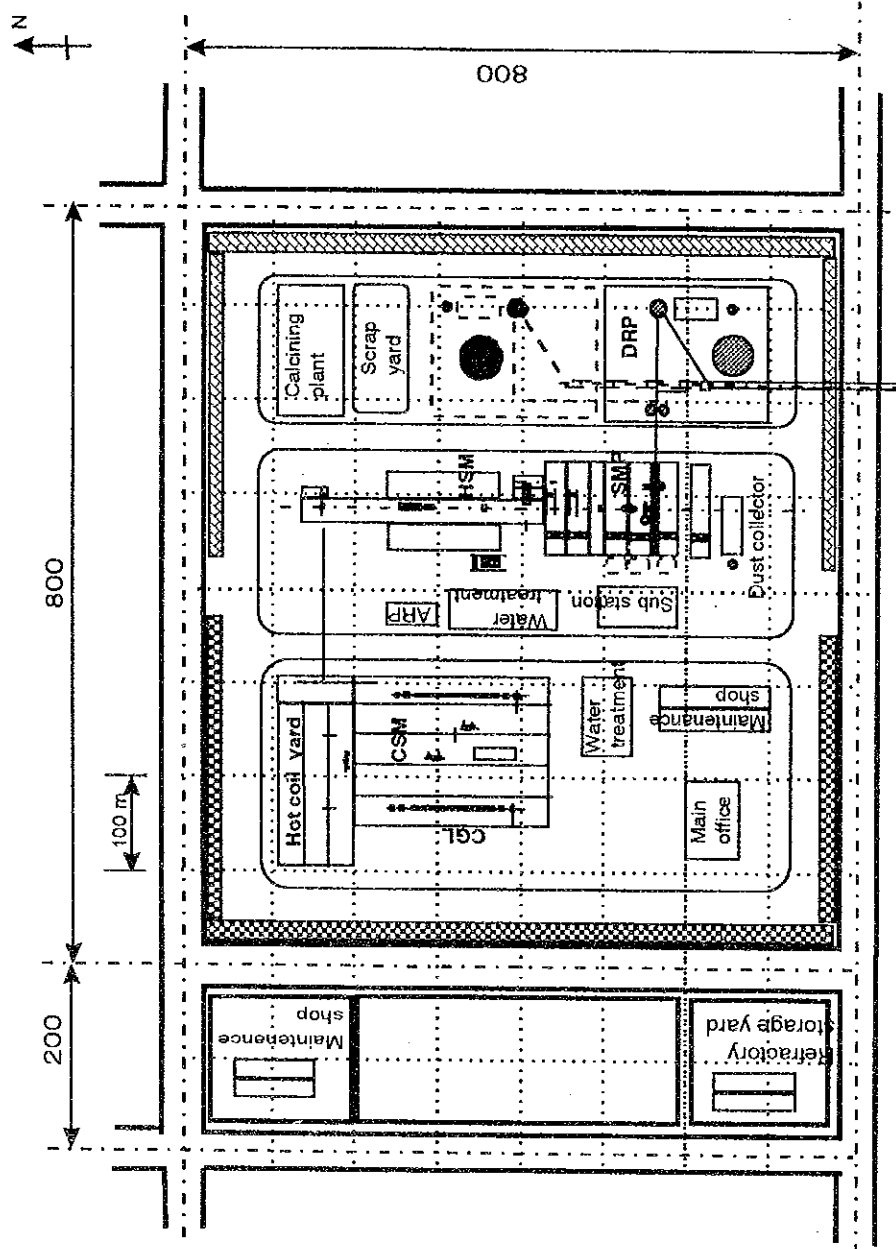 N
800
800
200
100 m
Calcining
plant
Scrap
yard
DRP
HSM
SMP
Dust collector
ARP
Water
treatment
Sub station
Hot coil yard
CSM
CGL
Water
treatment
Maintenance
shop
Main
office
Maintenence
shop
Refractory
Storage yard